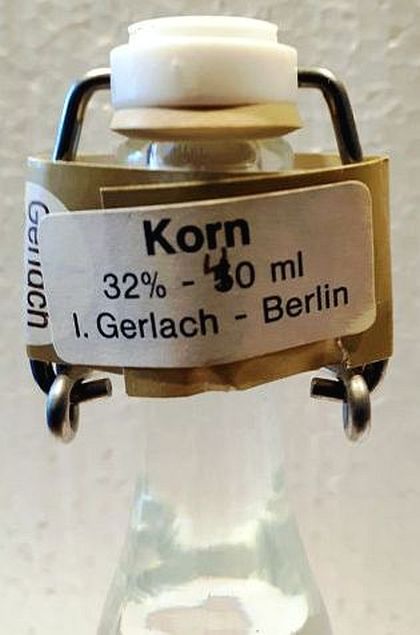 Korn
32% - 40 ml
I. Gerlach - Berlin
Gerlach